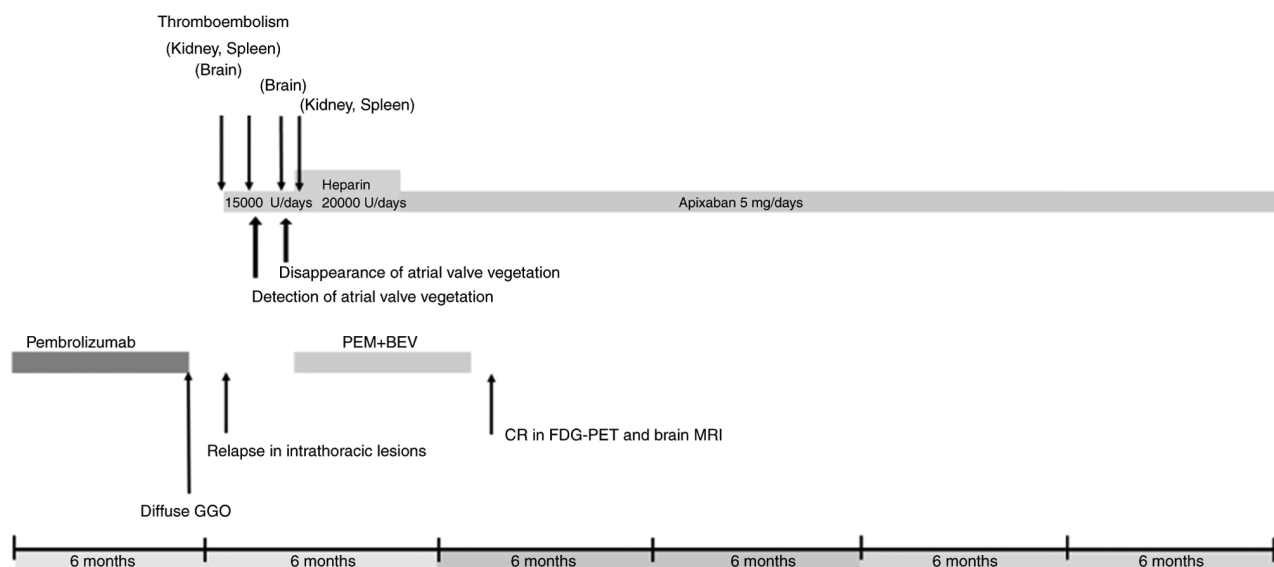 Thromboembolism
(Kidney, Spleen)
(Brain)
(Brain)
(Kidney, Spleen)
Heparin
15000 U/days 20000 U/days
Apixaban 5 mg/days
Disappearance of atrial valve vegetation
Detection of atrial valve vegetation
Pembrolizumab
PEM+BEV
CR in FDG-PET and brain MRI
Relapse in intrathoracic lesions
Diffuse GGO
6 months 6 months 6 months 6 months 6 months 6 months